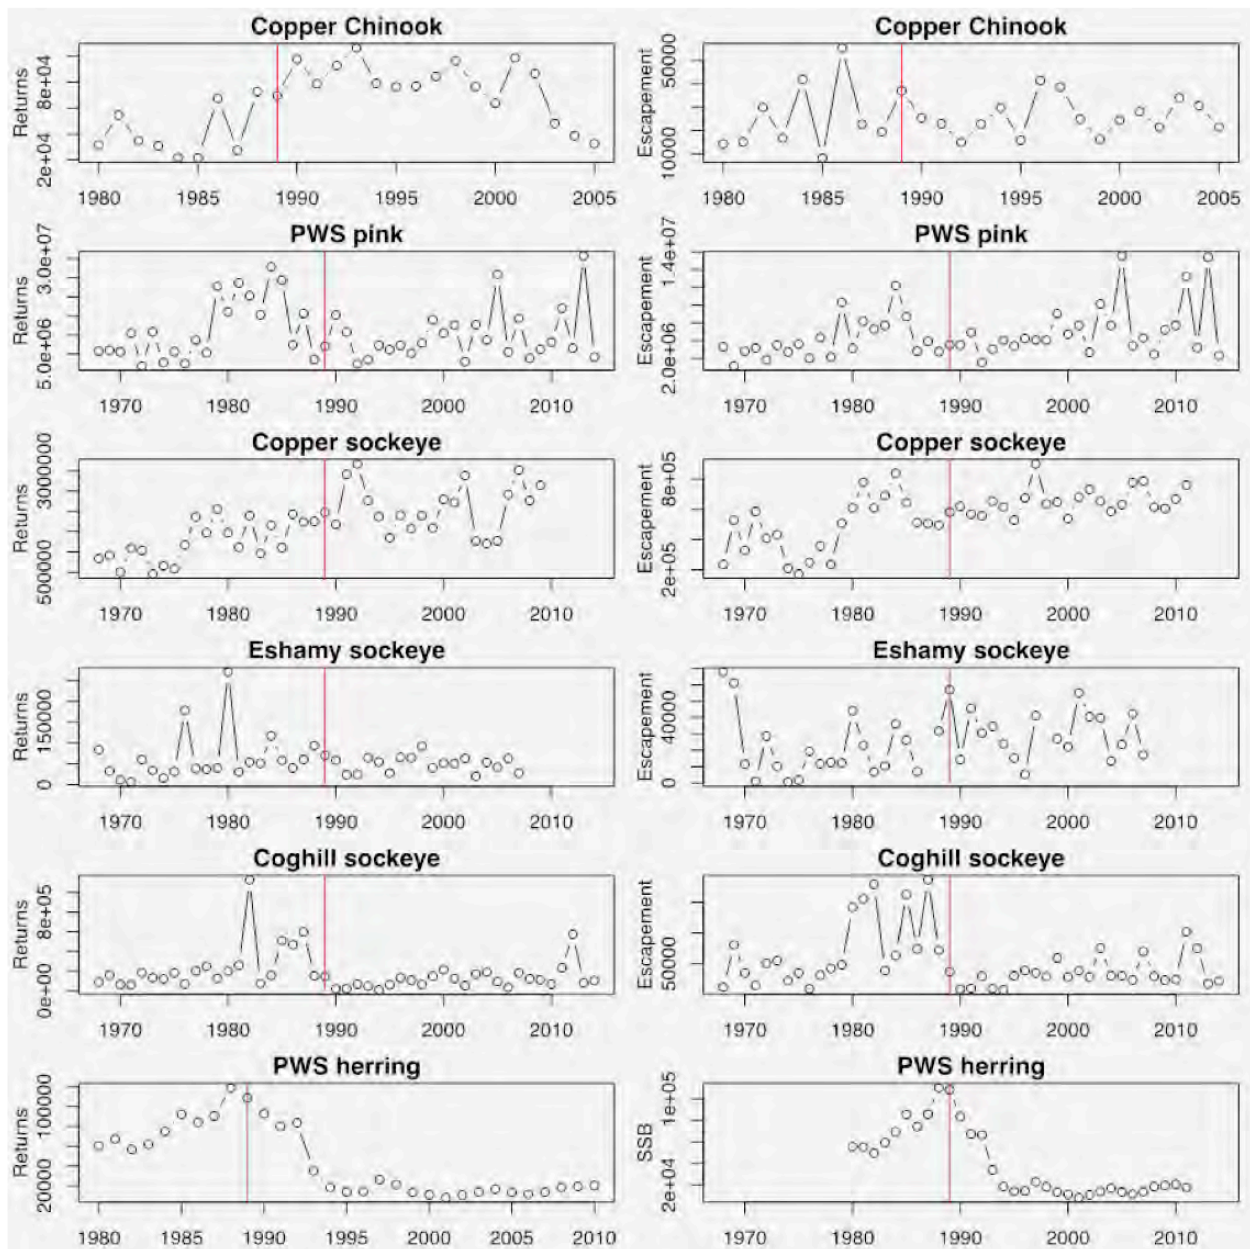 Copper Chinook
Returns
8e+04
2e+04
1980 1985 1990 1995 2000 2005
Copper Chinook
Escapement
50000
10000
1980 1985 1990 1995 2000 2005
PWS pink
Returns
3.0e+07
5.0e+06
1970 1980 1990 2000 2010
PWS pink
Escapement
1.4e+07
2.0e+06
1970 1980 1990 2000 2010
Copper sockeye
Returns
3000000
500000
1970 1980 1990 2000 2010
Copper sockeye
Escapement
8e+05
2e+05
1970 1980 1990 2000 2010
Eshamy sockeye
Returns
150000
0
1970 1980 1990 2000 2010
Eshamy sockeye
Escapement
40000
0
1970 1980 1990 2000 2010
Coghill sockeye
Returns
8e+05
0e+00
1970 1980 1990 2000 2010
Coghill sockeye
Escapement
50000
1970 1980 1990 2000 2010
PWS herring
Returns
100000
20000
1980 1985 1990 1995 2000 2005 2010
PWS herring
SSB
1e+05
2e+04
1970 1980 1990 2000 2010